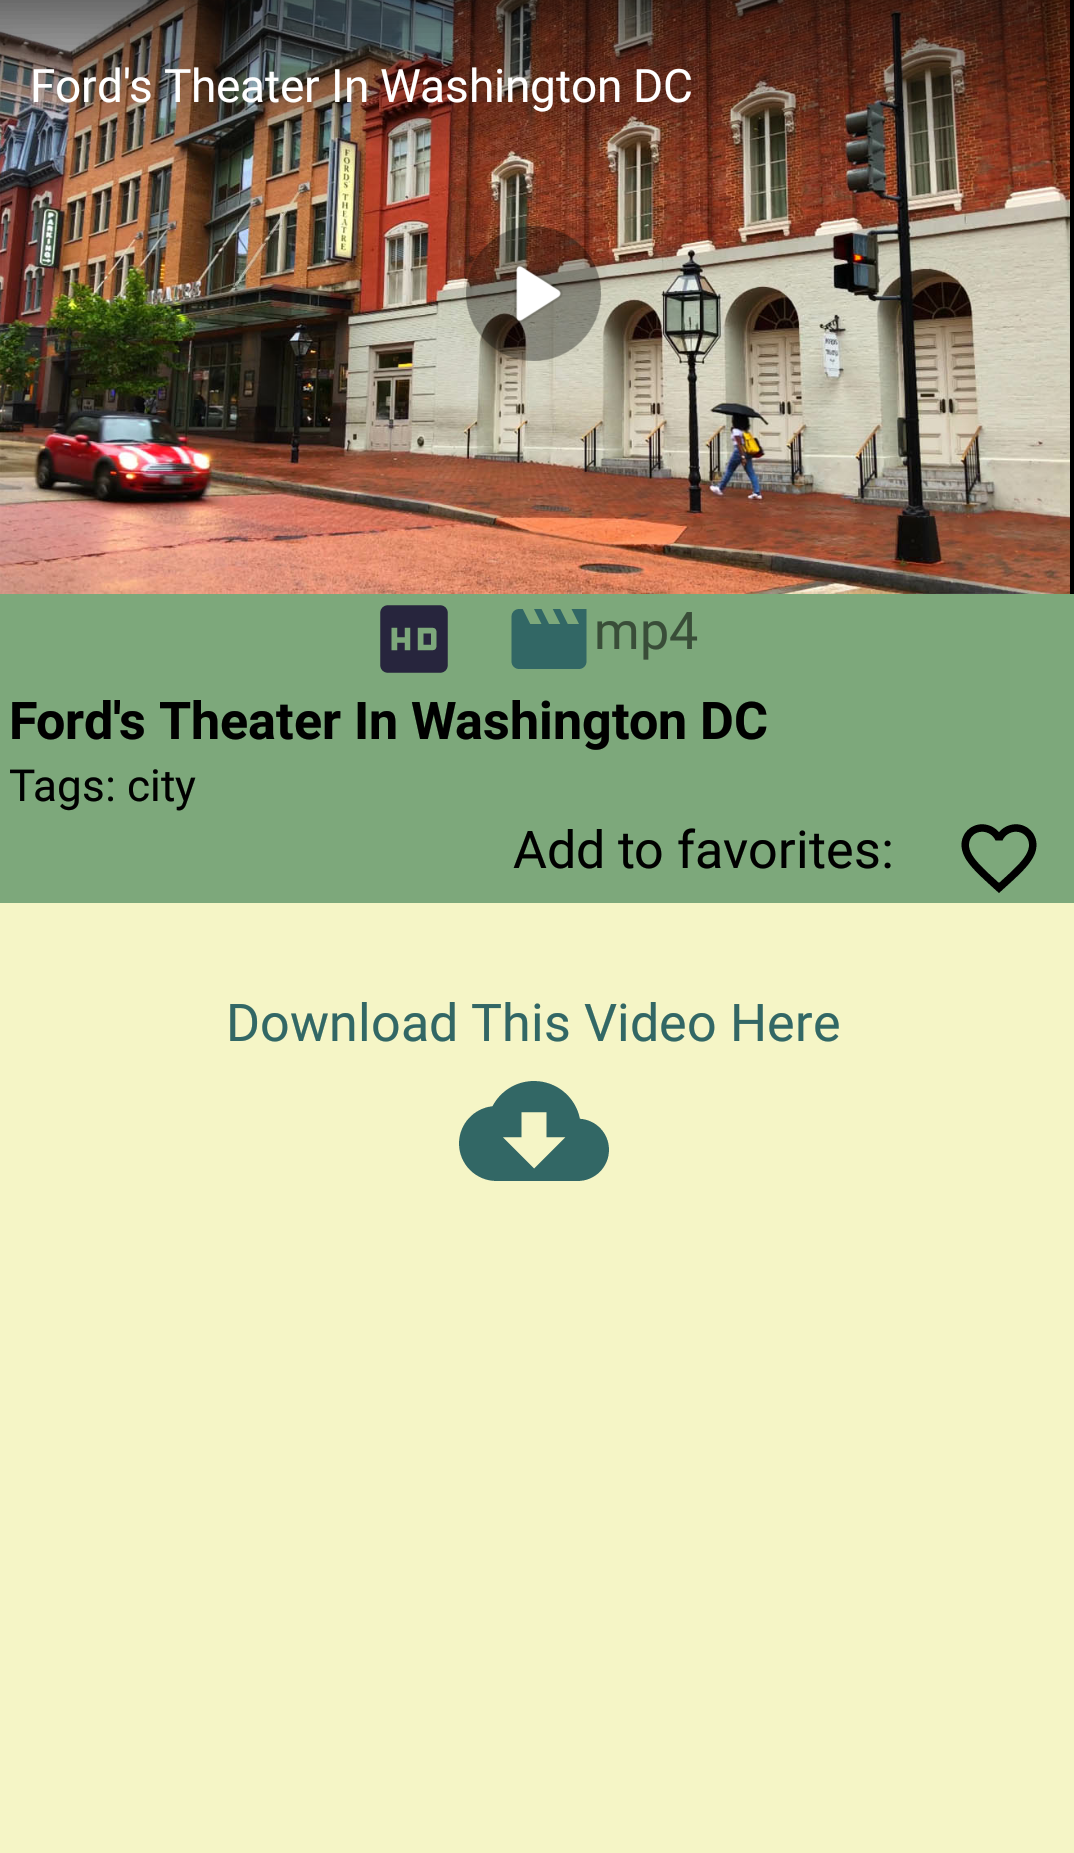 Ford's Theater In Washington DC
FORDS THEATRE
PARKING
HD
mp4
Ford's Theater In Washington DC
Tags: city
Add to favorites:
Download This Video Here